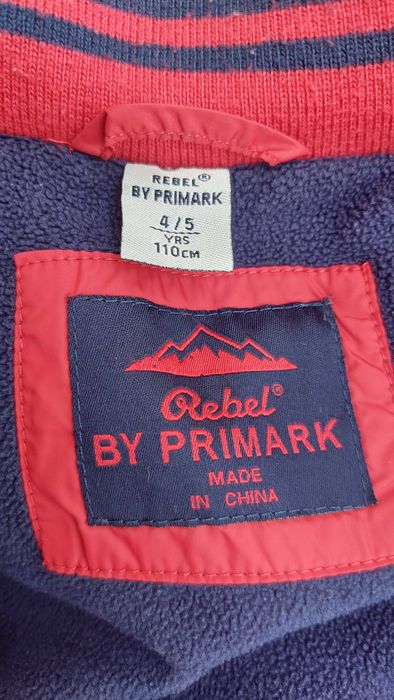 REBEL®
BY PRIMARK
4/5
YRS
110CM
Rebel®
BY PRIMARK
MADE
IN CHINA